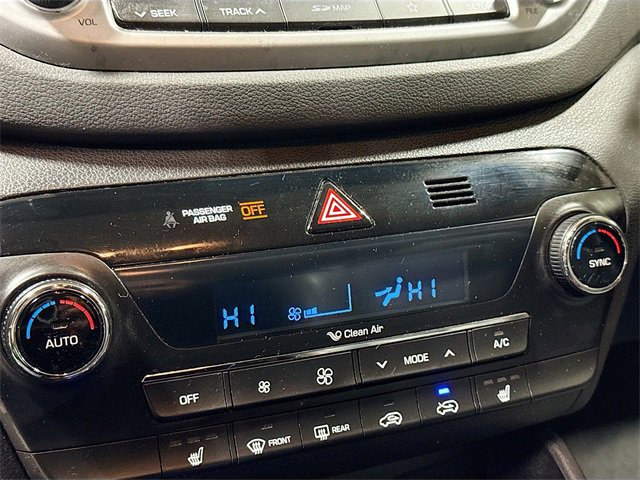 VOL
SEEK
TRACK
MAP
PASSENGER
AIR BAG
OFF
SYNC
HI
HI
AUTO
Clean Air
OFF
MODE
A/C
FRONT
REAR